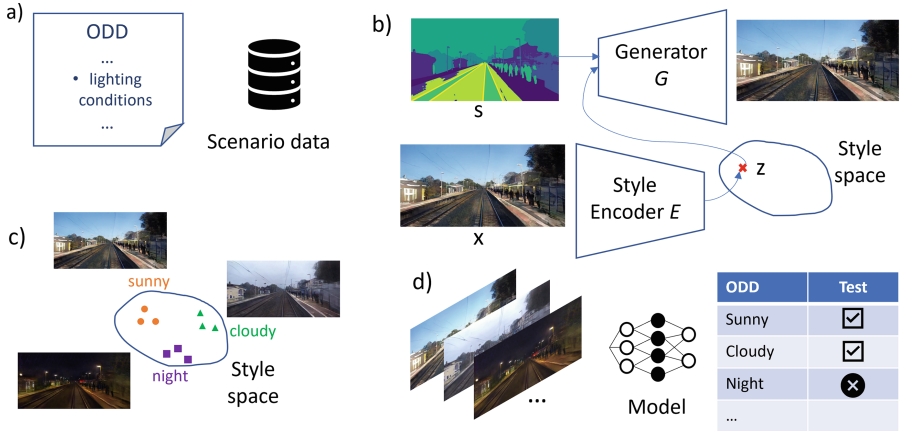 a)
ODD
...
• lighting
conditions
...
Scenario data
b)
s
Generator
G
x
Style
Encoder E
z
Style
space
c)
sunny
cloudy
night
Style
space
d)
...
Model
ODD Test
Sunny
Cloudy
Night
...